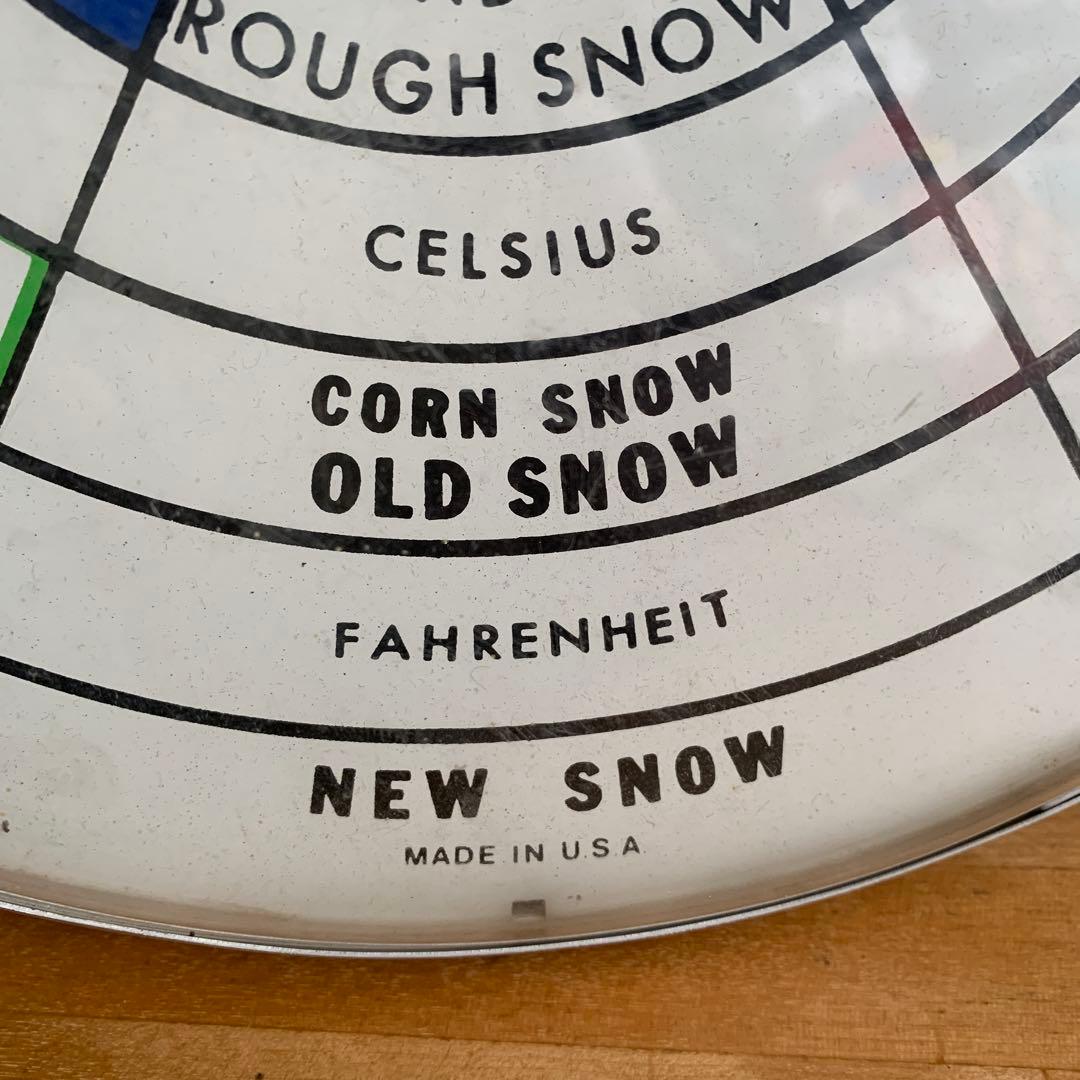 ROUGH SNOW
CELSIUS
CORN SNOW
OLD SNOW
FAHRENHEIT
NEW SNOW
MADE IN U.S.A.